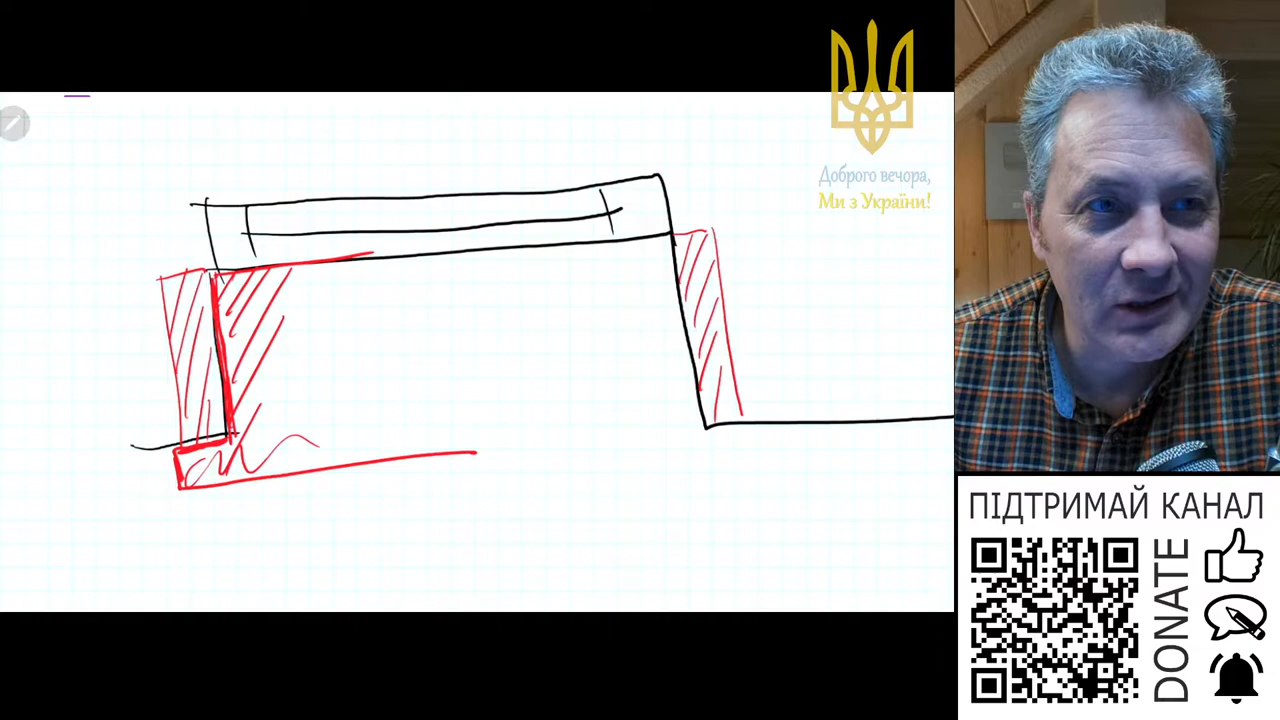 Доброго вечора,
Ми з України!
ПІДТРИМАЙ КАНАЛ
DONATE